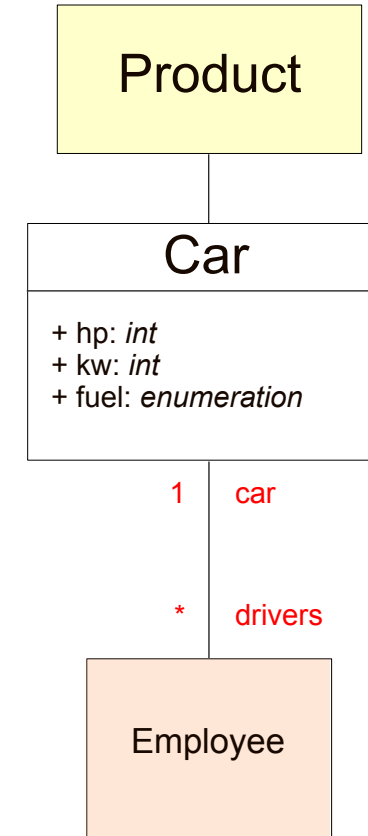 Product
Car
+ hp: int
+ kw: int
+ fuel: enumeration
1 car
* drivers
Employee